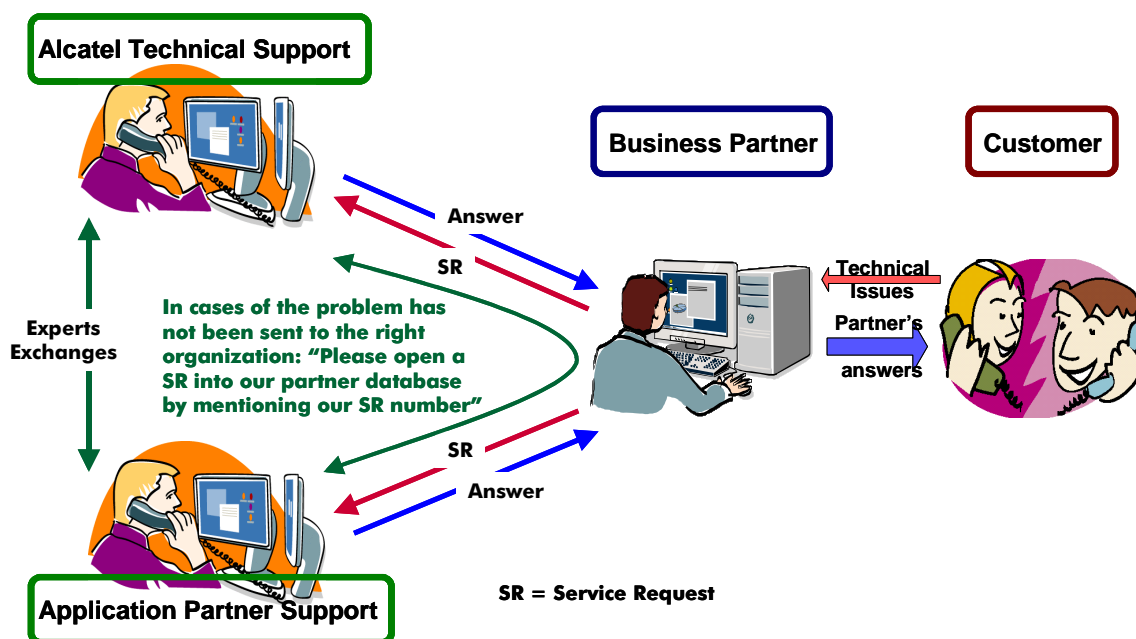 Alcatel Technical Support
Business Partner
Customer
Answer
SR
Technical
Issues
Partner's
answers
Experts
Exchanges
In cases of the problem has
not been sent to the right
organization: “Please open a
SR into our partner database
by mentioning our SR number”
SR
Answer
Application Partner Support
SR = Service Request